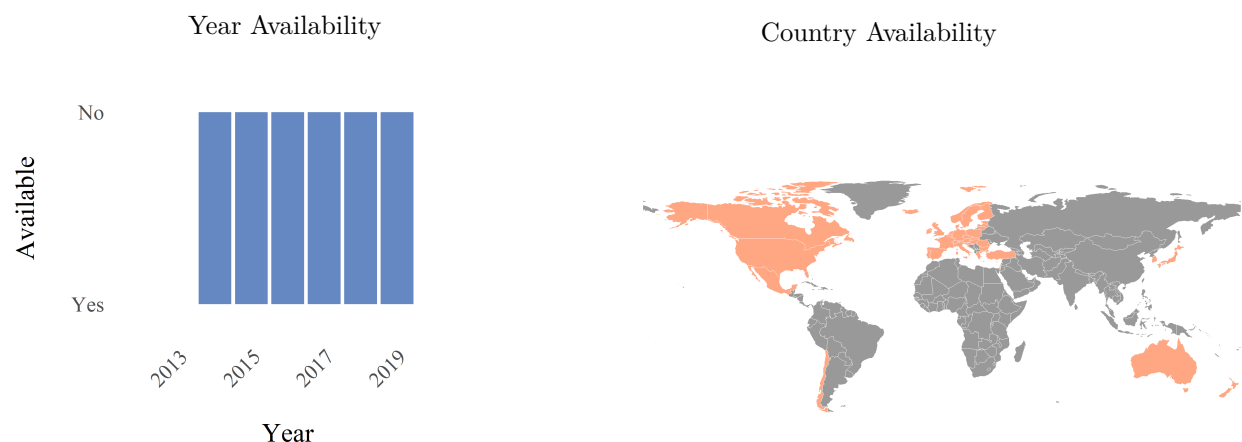 Year Availability
Country Availability
No
Available
Yes
2013
2015
2017
2019
Year